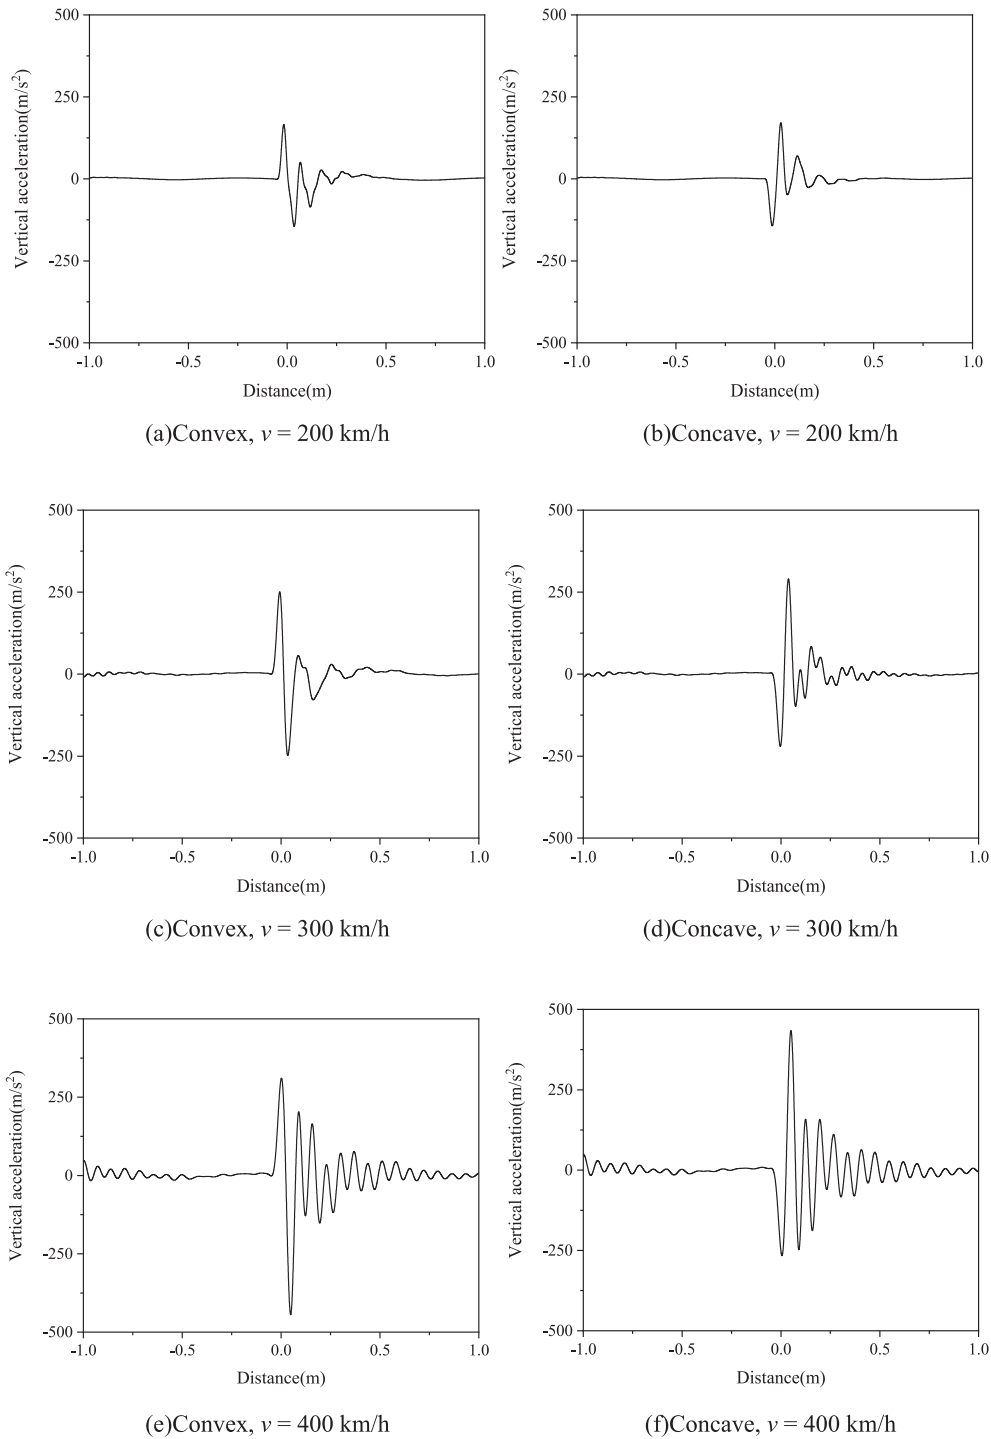 500
250
0
-250
-500
Vertical acceleration(m/s²)
-1.0 -0.5 0.0 0.5 1.0
Distance(m)
(a)Convex, v = 200 km/h
500
250
0
-250
-500
Vertical acceleration(m/s²)
-1.0 -0.5 0.0 0.5 1.0
Distance(m)
(b)Concave, v = 200 km/h
500
250
0
-250
-500
Vertical acceleration(m/s²)
-1.0 -0.5 0.0 0.5 1.0
Distance(m)
(c)Convex, v = 300 km/h
500
250
0
-250
-500
Vertical acceleration(m/s²)
-1.0 -0.5 0.0 0.5 1.0
Distance(m)
(d)Concave, v = 300 km/h
500
250
0
-250
-500
Vertical acceleration(m/s²)
-1.0 -0.5 0.0 0.5 1.0
Distance(m)
(e)Convex, v = 400 km/h
500
250
0
-250
-500
Vertical acceleration(m/s²)
-1.0 -0.5 0.0 0.5 1.0
Distance(m)
(f)Concave, v = 400 km/h